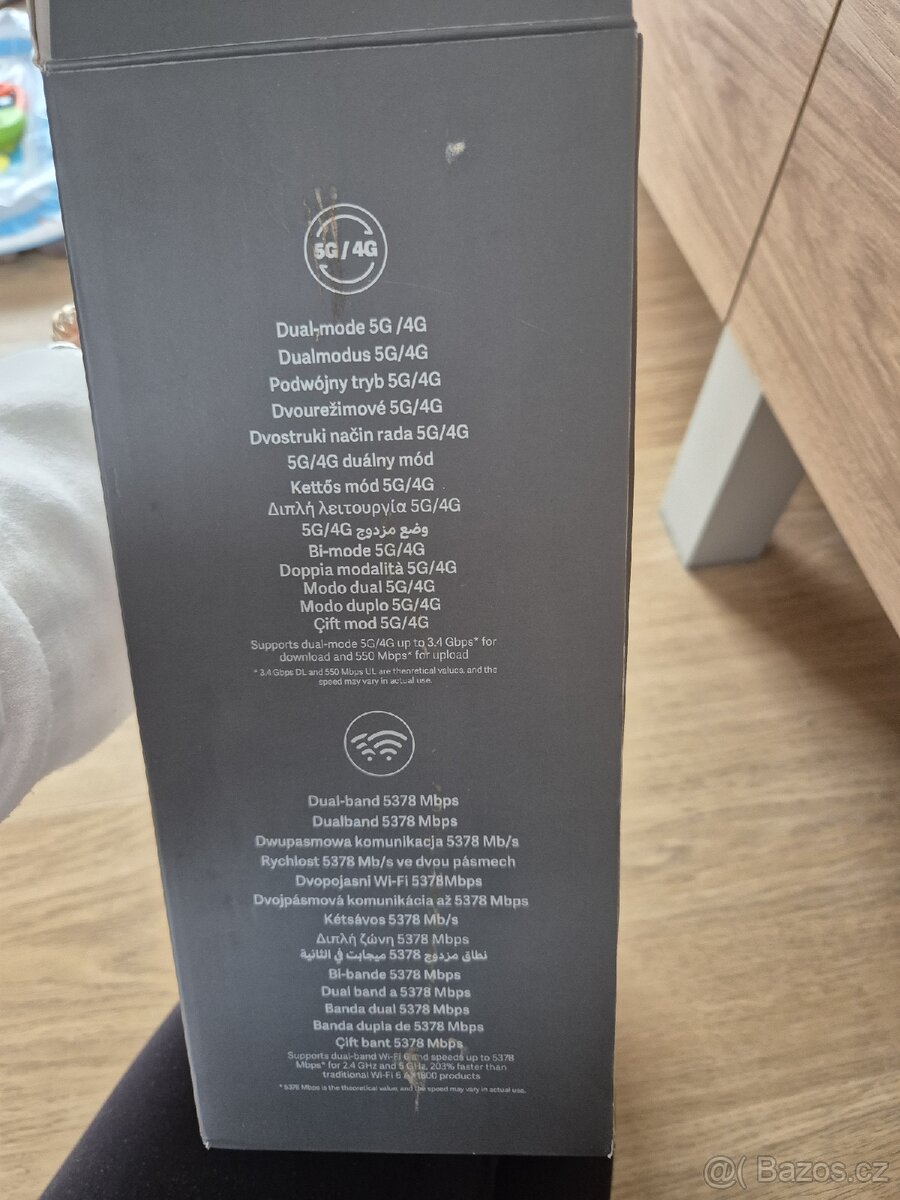 5G/4G
Dual-mode 5G /4G
Dualmodus 5G/4G
Podwójny tryb 5G/4G
Dvourežimové 5G/4G
Dvostruki način rada 5G/4G
5G/4G duálny mód
Kettős mód 5G/4G
Διπλή λειτουργία 5G/4G
وضع مزدوج 5G/4G
Bi-mode 5G/4G
Doppia modalità 5G/4G
Modo dual 5G/4G
Modo duplo 5G/4G
Çift mod 5G/4G
Supports dual-mode 5G/4G up to 3.4 Gbps* for
download and 550 Mbps* for upload
* 3.4 Gbps DL and 550 Mbps UL are theoretical values, and the
speed may vary in actual use.
Dual-band 5378 Mbps
Dualband 5378 Mbps
Dwupasmowa komunikacja 5378 Mb/s
Rychlost 5378 Mb/s ve dvou pásmech
Dvopojasni Wi-Fi 5378Mbps
Dvojpásmová komunikácia až 5378 Mbps
Kétsávos 5378 Mb/s
Διπλή ζώνη 5378 Mbps
نطاق مزدوج 5378 ميجابت في الثانية
Bi-bande 5378 Mbps
Dual band a 5378 Mbps
Banda dual 5378 Mbps
Banda dupla de 5378 Mbps
Çift bant 5378 Mbps
Supports dual-band Wi-Fi 6 and speeds up to 5378
Mbps* for 2.4 GHz and 5 GHz, 203% faster than
traditional Wi-Fi 6 AX1800 products
* 5378 Mbps is the theoretical value, and the speed may vary in actual use.
@( Bazos.cz